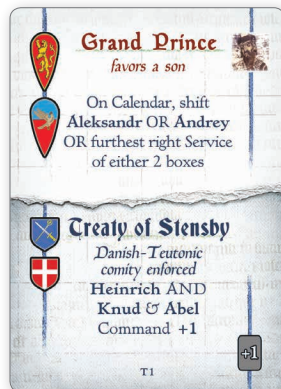 Grand Prince
favors a son
On Calendar, shift
Aleksandr OR Andrey
OR furthest right Service
of either 2 boxes
Treaty of Stensby
Danish-Teutonic
comity enforced
Heinrich AND
Knud & Abel
Command +1
+1
T1